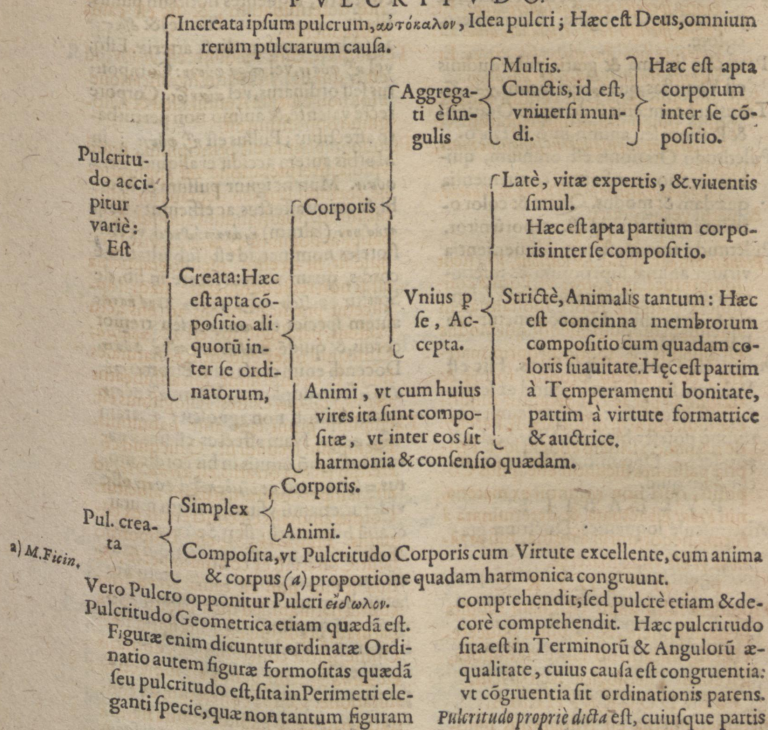 PVLCRITVDO.
Increata ipsum pulcrum, αὐτόκαλον, Idea pulcri; Hæc est Deus, omnium
rerum pulcrarum causa.
Pulcritu-
do acci-
pitur
variè:
Est
Creata: Hæc
est apta cõ-
positio ali-
quorū in-
ter se ordi-
natorum,
Corporis
Aggrega-
ti è sin-
gulis
Multis.
Cunctis, id est,
vniuersi mun-
di.
Hæc est apta
corporum
inter se cõ-
positio.
Vnius p
se, Ac-
cepta.
Latè, vitæ expertis, & viuentis
simul.
Hæc est apta partium corpo-
ris inter se compositio.
Strictè, Animalis tantum: Hæc
est concinna membrorum
compositio cum quadam co-
loris suauitate. Hęc est partim
à Temperamenti bonitate,
partim à virtute formatrice
& auctrice.
Animi, vt cum huius
vires ita sunt compo-
sitæ, vt inter eos sit
harmonia & consensio quædam.
Pul. crea-
ta
Simplex
Corporis.
Animi.
Composita, vt Pulcritudo Corporis cum Virtute excellente, cum anima
& corpus (a) proportione quadam harmonica congruunt.
a) M. Ficin.
Vero Pulcro opponitur Pulcri εἴδωλον.
Pulcritudo Geometrica etiam quædā est.
Figuræ enim dicuntur ordinatæ. Ordi-
natio autem figuræ formositas quædā
seu pulcritudo est, sita in Perimetri ele-
ganti specie, quæ non tantum figuram
comprehendit, sed pulcrè etiam & de-
corè comprehendit. Hæc pulcritudo
sita est in Terminorū & Angulorū æ-
qualitate, cuius causa est congruentia:
vt cõgruentia sit ordinationis parens.
Pulcritudo propriè dicta est, cuiusque partis